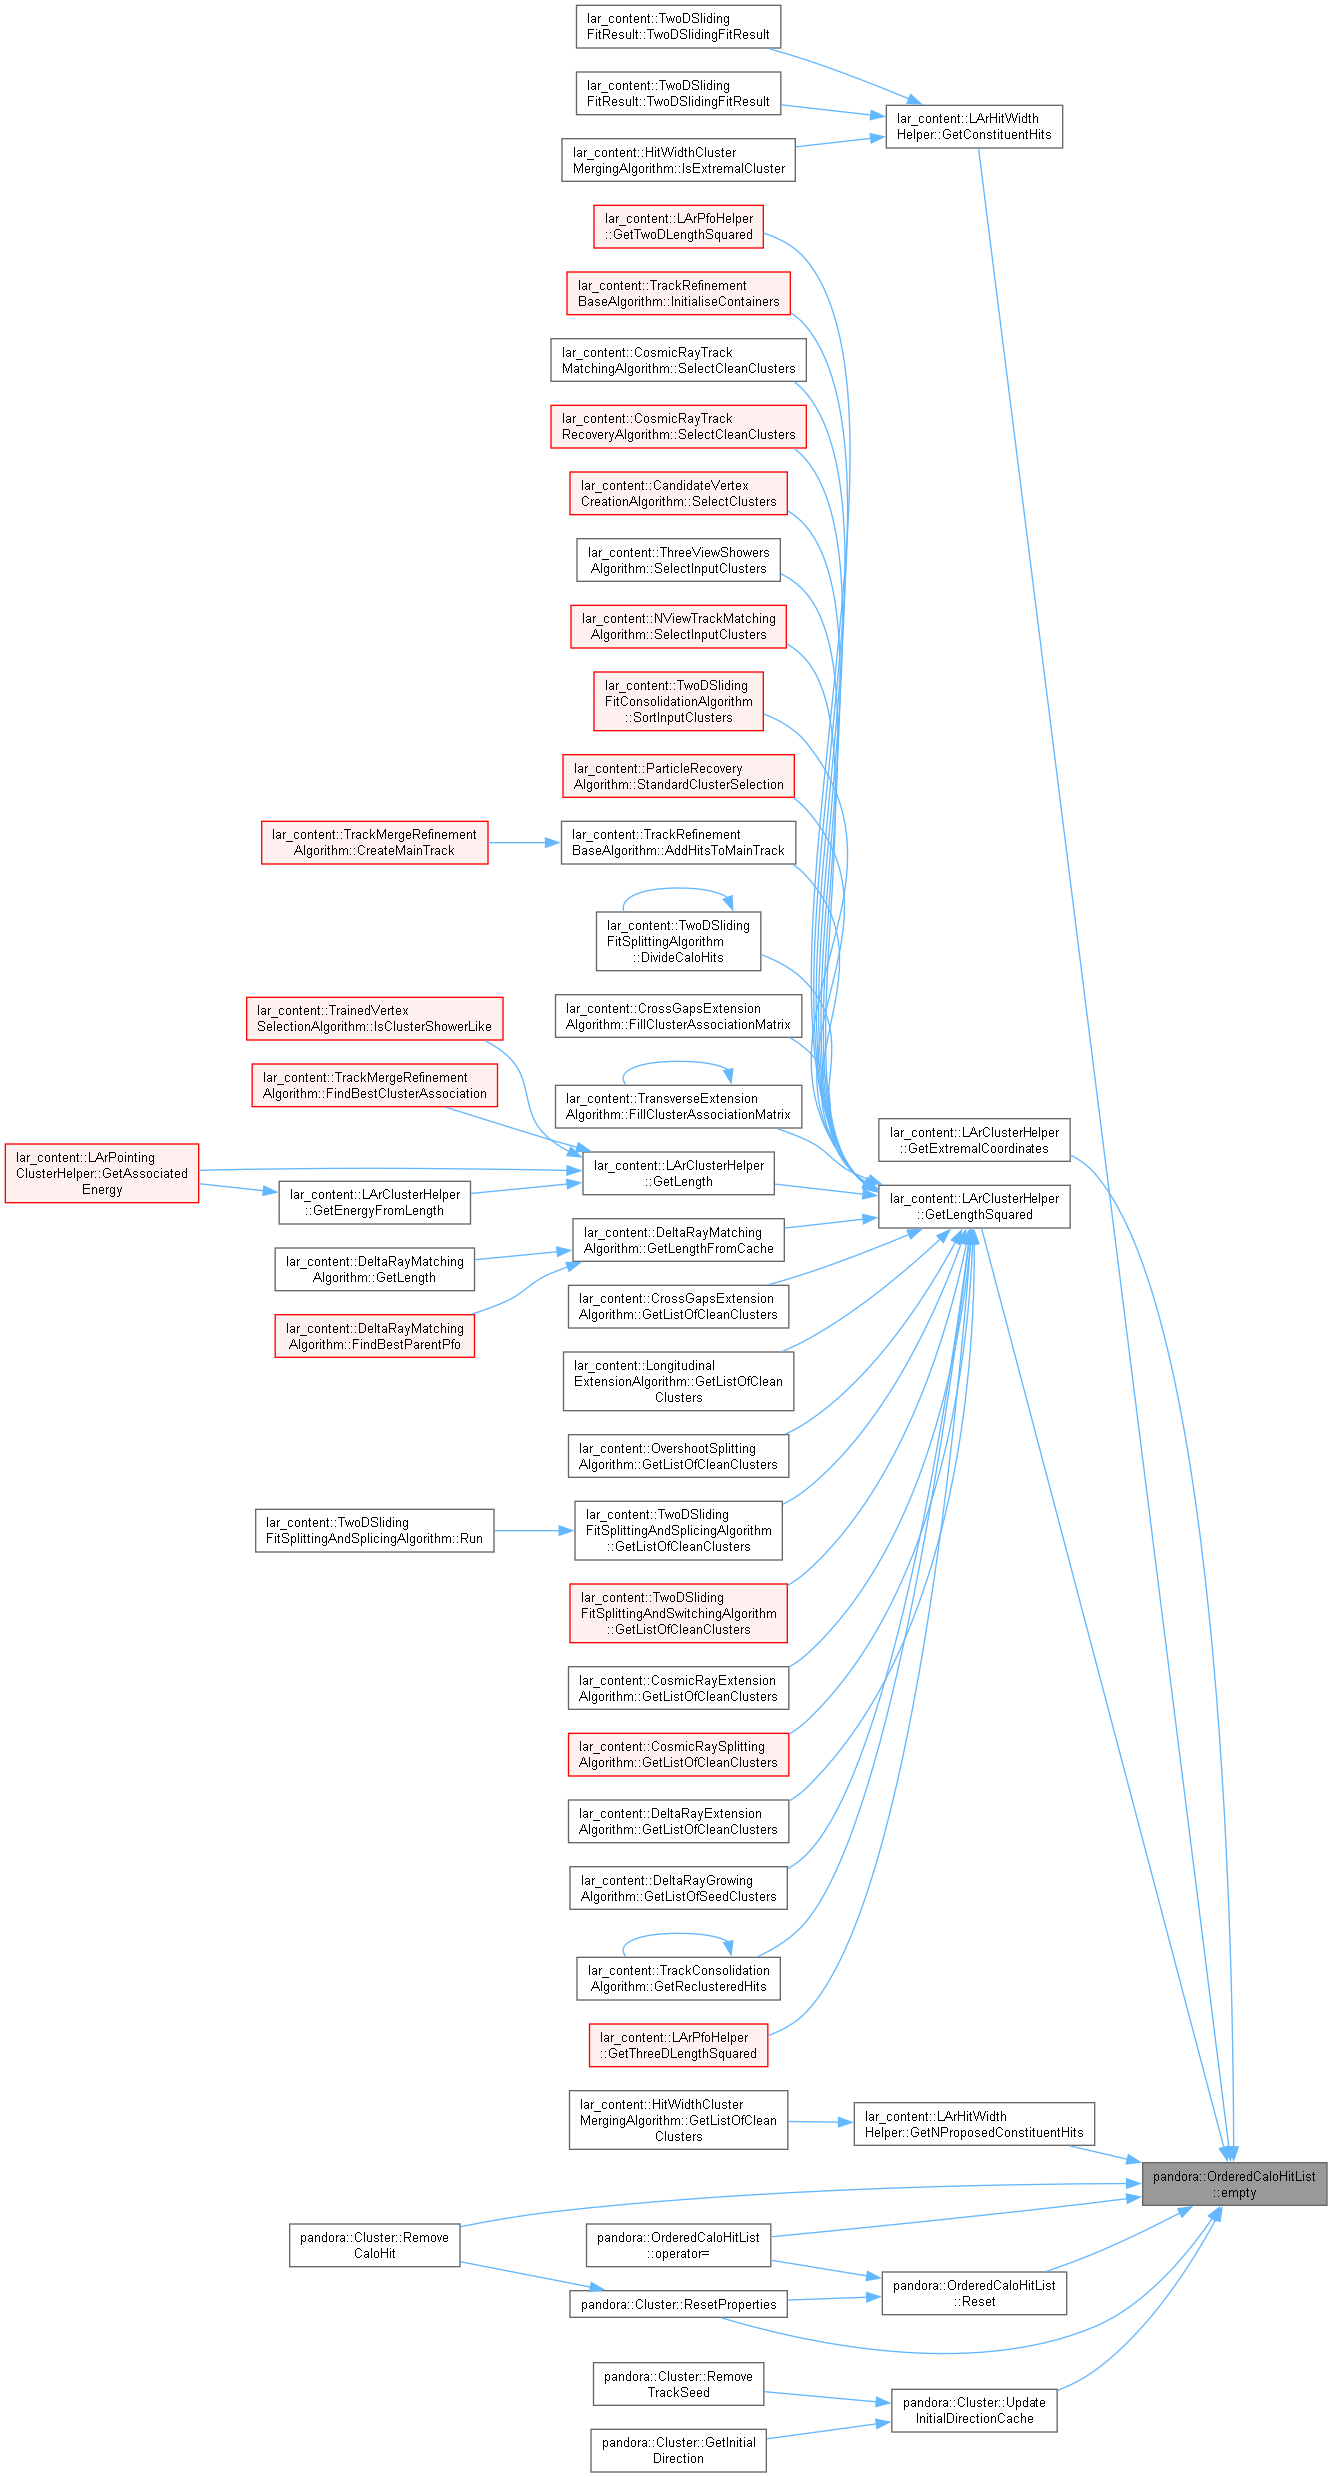 lar_content::TwoDSliding
FitResult::TwoDSlidingFitResult
lar_content::TwoDSliding
FitResult::TwoDSlidingFitResult
lar_content::LArHitWidth
Helper::GetConstituentHits
lar_content::HitWidthCluster
MergingAlgorithm::IsExtremalCluster
lar_content::LArPfoHelper
::GetTwoDLengthSquared
lar_content::TrackRefinement
BaseAlgorithm::InitialiseContainers
lar_content::CosmicRayTrack
MatchingAlgorithm::SelectCleanClusters
lar_content::CosmicRayTrack
RecoveryAlgorithm::SelectCleanClusters
lar_content::CandidateVertex
CreationAlgorithm::SelectClusters
lar_content::ThreeViewShowers
Algorithm::SelectInputClusters
lar_content::NViewTrackMatching
Algorithm::SelectInputClusters
lar_content::TwoDSliding
FitConsolidationAlgorithm
::SortInputClusters
lar_content::ParticleRecovery
Algorithm::StandardClusterSelection
lar_content::TrackMergeRefinement
Algorithm::CreateMainTrack
lar_content::TrackRefinement
BaseAlgorithm::AddHitsToMainTrack
lar_content::TwoDSliding
FitSplittingAlgorithm
::DivideCaloHits
lar_content::TrainedVertex
SelectionAlgorithm::IsClusterShowerLike
lar_content::CrossGapsExtension
Algorithm::FillClusterAssociationMatrix
lar_content::TrackMergeRefinement
Algorithm::FindBestClusterAssociation
lar_content::TransverseExtension
Algorithm::FillClusterAssociationMatrix
lar_content::LArClusterHelper
::GetExtremalCoordinates
lar_content::LArPointing
ClusterHelper::GetAssociated
Energy
lar_content::LArClusterHelper
::GetEnergyFromLength
lar_content::LArClusterHelper
::GetLength
lar_content::LArClusterHelper
::GetLengthSquared
lar_content::DeltaRayMatching
Algorithm::GetLength
lar_content::DeltaRayMatching
Algorithm::GetLengthFromCache
lar_content::DeltaRayMatching
Algorithm::FindBestParentPfo
lar_content::CrossGapsExtension
Algorithm::GetListOfCleanClusters
lar_content::Longitudinal
ExtensionAlgorithm::GetListOfClean
Clusters
lar_content::OvershootSplitting
Algorithm::GetListOfCleanClusters
lar_content::TwoDSliding
FitSplittingAndSplicingAlgorithm::Run
lar_content::TwoDSliding
FitSplittingAndSplicingAlgorithm
::GetListOfCleanClusters
lar_content::TwoDSliding
FitSplittingAndSwitchingAlgorithm
::GetListOfCleanClusters
lar_content::CosmicRayExtension
Algorithm::GetListOfCleanClusters
lar_content::CosmicRaySplitting
Algorithm::GetListOfCleanClusters
lar_content::DeltaRayExtension
Algorithm::GetListOfCleanClusters
lar_content::DeltaRayGrowing
Algorithm::GetListOfSeedClusters
lar_content::TrackConsolidation
Algorithm::GetReclusteredHits
lar_content::LArPfoHelper
::GetThreeDLengthSquared
lar_content::HitWidthCluster
MergingAlgorithm::GetListOfClean
Clusters
lar_content::LArHitWidth
Helper::GetNProposedConstituentHits
pandora::OrderedCaloHitList
::empty
pandora::Cluster::Remove
CaloHit
pandora::OrderedCaloHitList
::operator=
pandora::OrderedCaloHitList
::Reset
pandora::Cluster::ResetProperties
pandora::Cluster::Remove
TrackSeed
pandora::Cluster::Update
InitialDirectionCache
pandora::Cluster::GetInitial
Direction